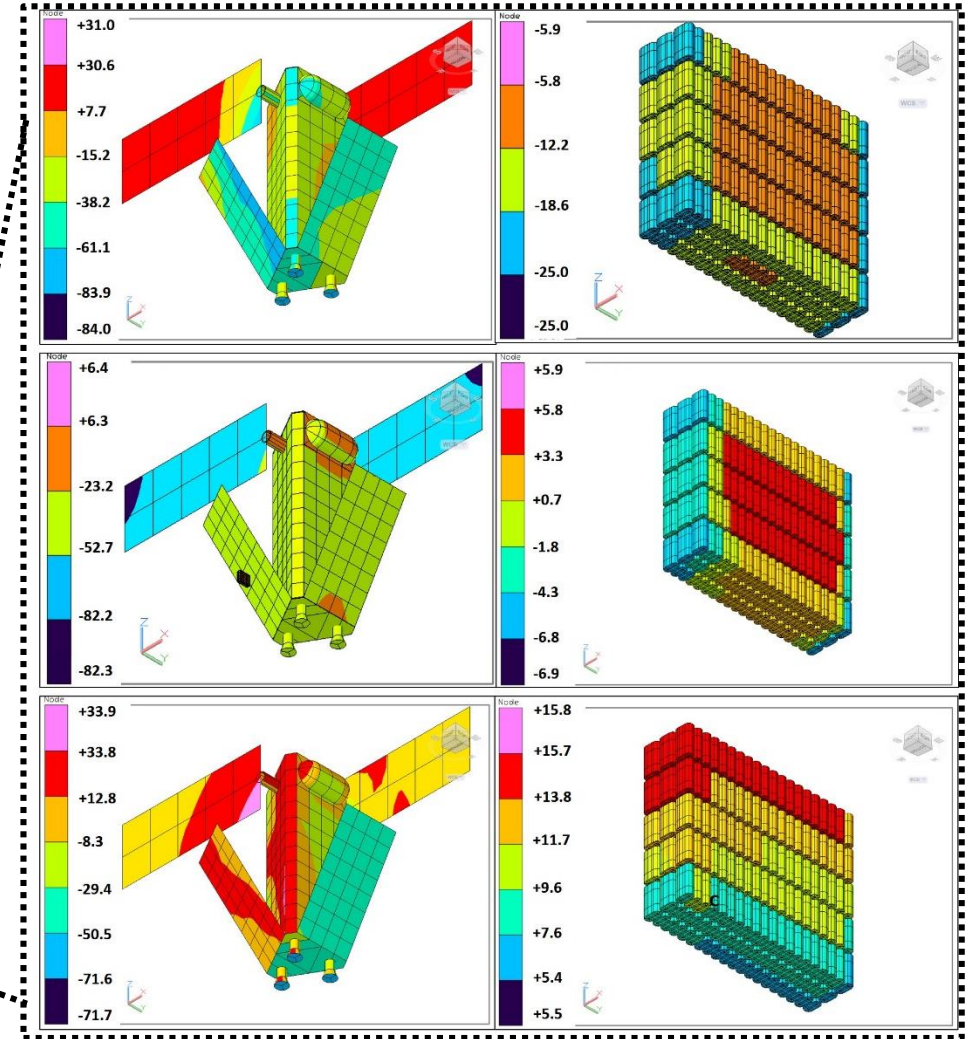 Node
+31.0
+30.6
+7.7
-15.2
-38.2
-61.1
-83.9
-84.0
Z
X
Y
Node
-5.9
-5.8
-12.2
-18.6
-25.0
-25.0
WCS
Z
X
Y
Node
+6.4
+6.3
-23.2
-52.7
-82.2
-82.3
WCS
Z
X
Y
Node
+5.9
+5.8
+3.3
+0.7
-1.8
-4.3
-6.8
-6.9
Z
X
Y
Node
+33.9
+33.8
+12.8
-8.3
-29.4
-50.5
-71.6
-71.7
Z
X
Y
Node
+15.8
+15.7
+13.8
+11.7
+9.6
+7.6
+5.4
+5.5
C
Z
X
Y